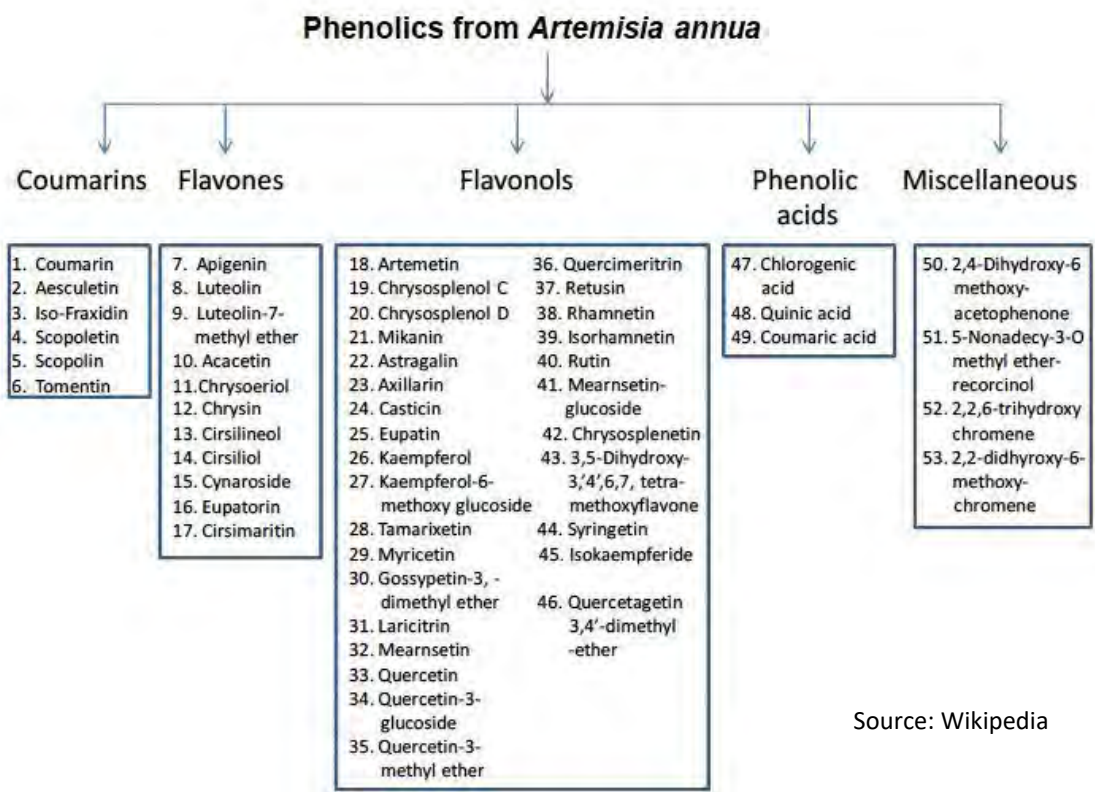 Phenolics from Artemisia annua
Coumarins
Flavones
Flavonols
Phenolic
acids
Miscellaneous
1. Coumarin
2. Aesculetin
3. Iso-Fraxidin
4. Scopoletin
5. Scopolin
6. Tomentin
7. Apigenin
8. Luteolin
9. Luteolin-7-
methyl ether
10. Acacetin
11. Chrysoeriol
12. Chrysin
13. Cirsilineol
14. Cirsiliol
15. Cynaroside
16. Eupatorin
17. Cirsimaritin
18. Artemetin
19. Chrysosplenol C
20. Chrysosplenol D
21. Mikanin
22. Astragalin
23. Axillarin
24. Casticin
25. Eupatin
26. Kaempferol
27. Kaempferol-6-
methoxy glucoside
28. Tamarixetin
29. Myricetin
30. Gossypetin-3, -
dimethyl ether
31. Laricitrin
32. Mearnsetin
33. Quercetin
34. Quercetin-3-
glucoside
35. Quercetin-3-
methyl ether
36. Quercimeritrin
37. Retusin
38. Rhamnetin
39. Isorhamnetin
40. Rutin
41. Mearnsetin-
glucoside
42. Chrysosplenetin
43. 3,5-Dihydroxy-
3,'4',6,7, tetra-
methoxyflavone
44. Syringetin
45. Isokaempferide
46. Quercetagetin
3,4'-dimethyl
-ether
47. Chlorogenic
acid
48. Quinic acid
49. Coumaric acid
50. 2,4-Dihydroxy-6
methoxy-
acetophenone
51. 5-Nonadecy-3-O
methyl ether-
recorcinol
52. 2,2,6-trihydroxy
chromene
53. 2,2-didhyroxy-6-
methoxy-
chromene
Source: Wikipedia